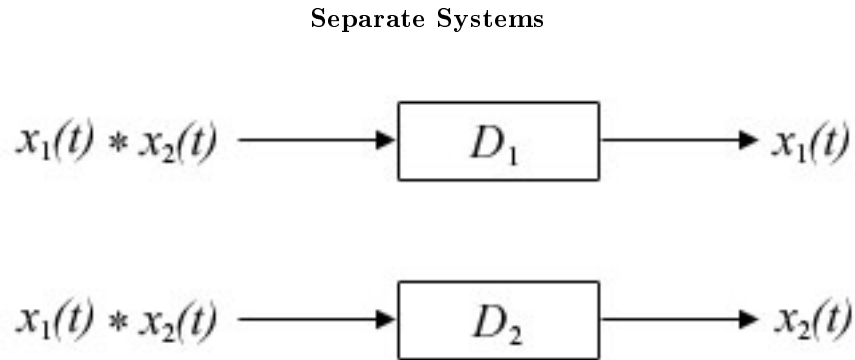 Separate Systems
x₁(t) * x₂(t) D₁ x₁(t)
x₁(t) * x₂(t) D₂ x₂(t)